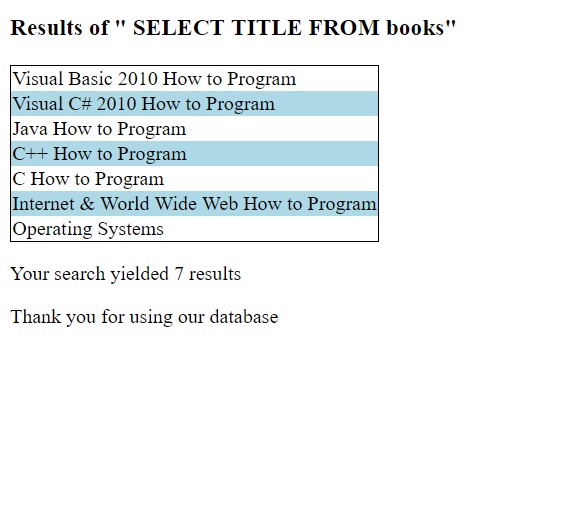 Results of " SELECT TITLE FROM books"
Visual Basic 2010 How to Program
Visual C# 2010 How to Program
Java How to Program
C++ How to Program
C How to Program
Internet & World Wide Web How to Program
Operating Systems
Your search yielded 7 results
Thank you for using our database